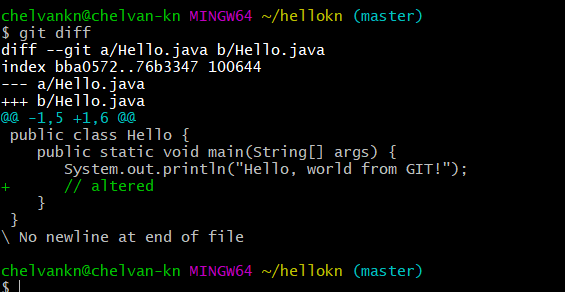 chelvankn@chelvan-kn MINGW64 ~/hellokn (master)
$ git diff
diff --git a/Hello.java b/Hello.java
index bba0572..76b3347 100644
--- a/Hello.java
+++ b/Hello.java
@@ -1,5 +1,6 @@
 public class Hello {
    public static void main(String[] args) {
       System.out.println("Hello, world from GIT!");
+      // altered
    }
 }
\ No newline at end of file
chelvankn@chelvan-kn MINGW64 ~/hellokn (master)
$